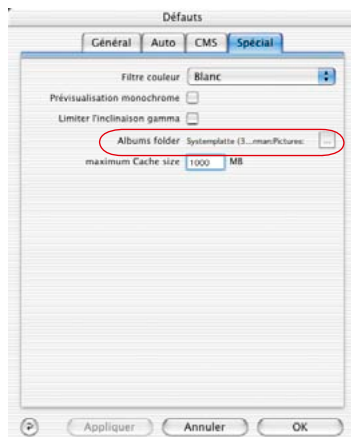 Défauts
Général Auto CMS Spécial
Filtre couleur Blanc
Prévisualisation monochrome
Limiter l'inclinaison gamma
Albums folder Systemplatte (3...rman:Pictures: ...
maximum Cache size 1000 MB
Appliquer Annuler OK